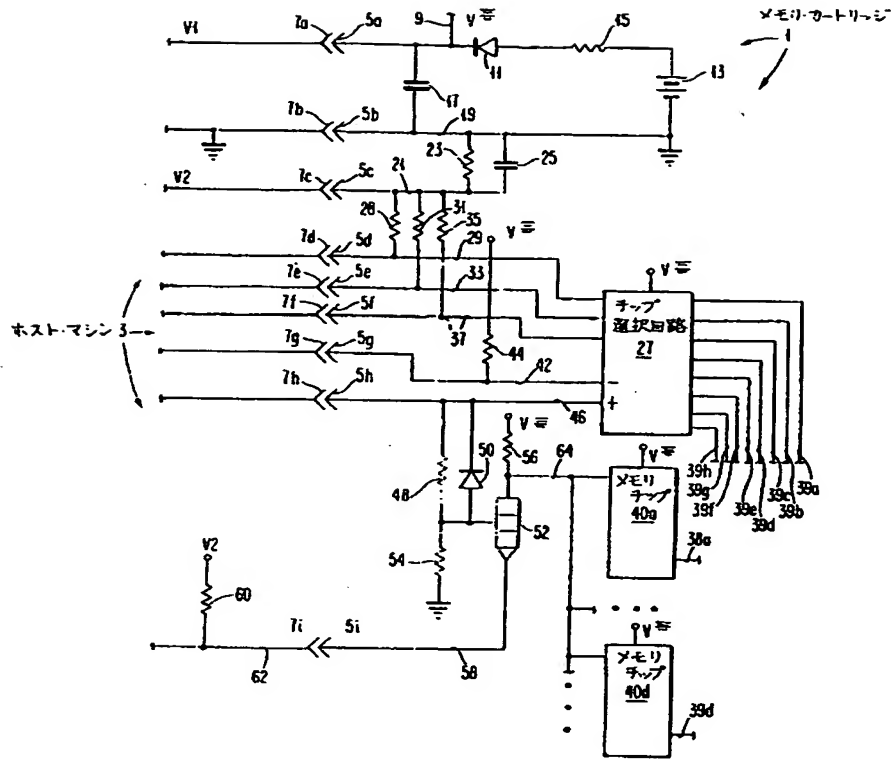 V1 7a 5a 9 V 11 45 メモリ・カートリッジ
1
13
17
7b 5b 19
23 25
V2 7c 5c 21
28 31 35 V
7d 5d 29
7e 5e 33
7f 5f 37
ホスト・マシン 3
7g 5g 44 42 −
7h 5h 46 +
V
チップ
選択回路
27
39h 39g 39f 39e 39d 39c 39b 39a
V
56 64
48 50 52
V
メモリ
チップ
40a
38a
54
V2
60
62 7i 5i 58
V
メモリ
チップ
40d
39d